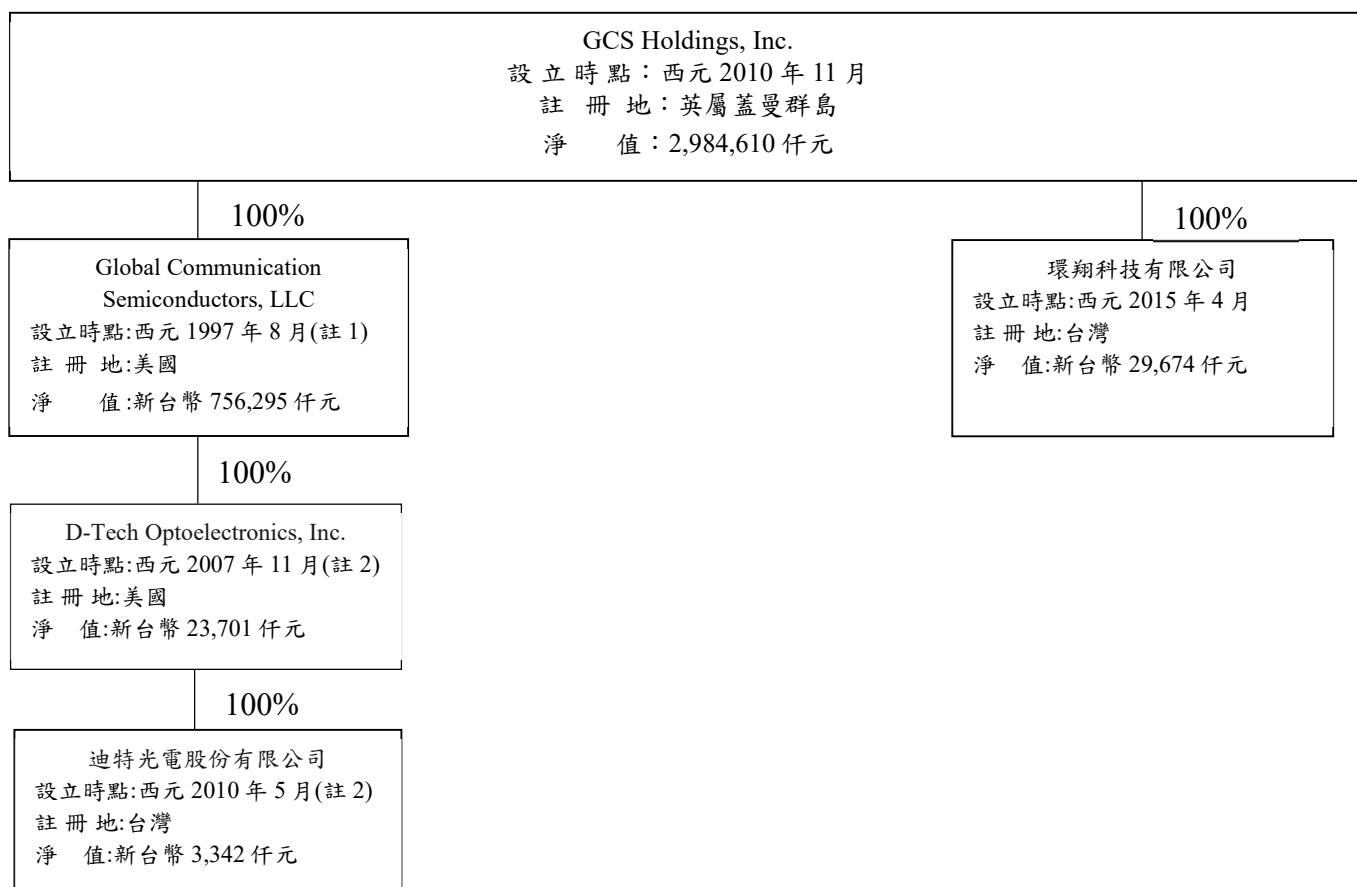 GCS Holdings, Inc.
設立時點：西元 2010 年 11 月
註 冊 地：英屬蓋曼群島
淨 值：2,984,610 仟元
100%
100%
Global Communication
Semiconductors, LLC
設立時點:西元 1997 年 8 月(註 1)
註 冊 地:美國
淨 值:新台幣 756,295 仟元
環翔科技有限公司
設立時點:西元 2015 年 4 月
註 冊 地:台灣
淨 值:新台幣 29,674 仟元
100%
D-Tech Optoelectronics, Inc.
設立時點:西元 2007 年 11 月(註 2)
註 冊 地:美國
淨 值:新台幣 23,701 仟元
100%
迪特光電股份有限公司
設立時點:西元 2010 年 5 月(註 2)
註 冊 地:台灣
淨 值:新台幣 3,342 仟元